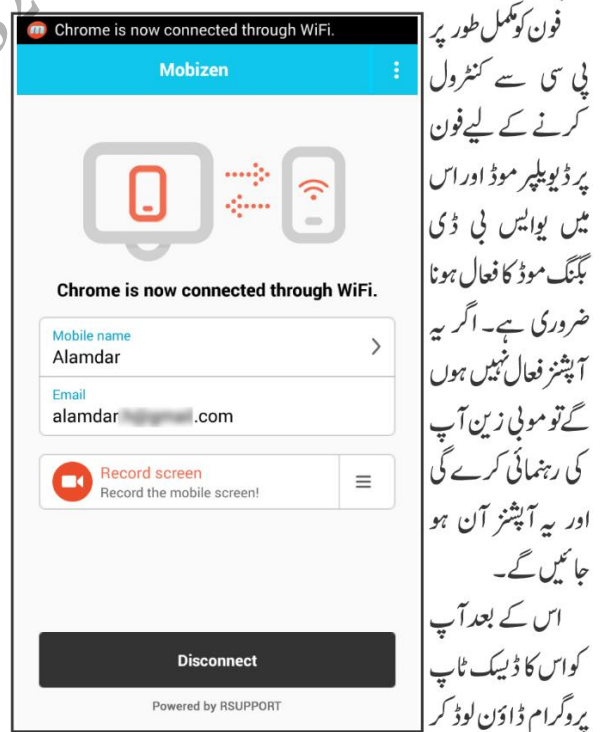 Chrome is now connected through WiFi.
Mobizen
Chrome is now connected through WiFi.
Mobile name
Alamdar
Email
alamdar .com
Record screen
Record the mobile screen!
Disconnect
Powered by RSUPPORT
فون کو مکمل طور پر
پی سی سے کنٹرول
کرنے کے لیے فون
پر ڈیویلپر موڈ اور اس
میں یو ایس بی ڈی
بگنگ موڈ کا فعال ہونا
ضروری ہے۔ اگر یہ
آپشنز فعال نہیں ہوں
گے تو موبی زین آپ
کی رہنمائی کرے گی
اور یہ آپشنز آن ہو
جائیں گے۔
اس کے بعد آپ
کو اس کا ڈیسک ٹاپ
پروگرام ڈاؤن لوڈ کر